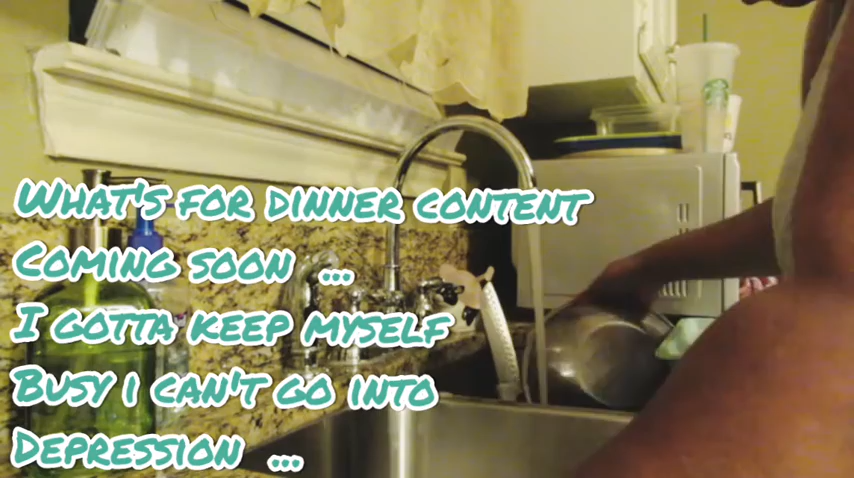 What's for dinner content
Coming soon ...
I gotta keep myself
Busy i can't go into
Depression ...